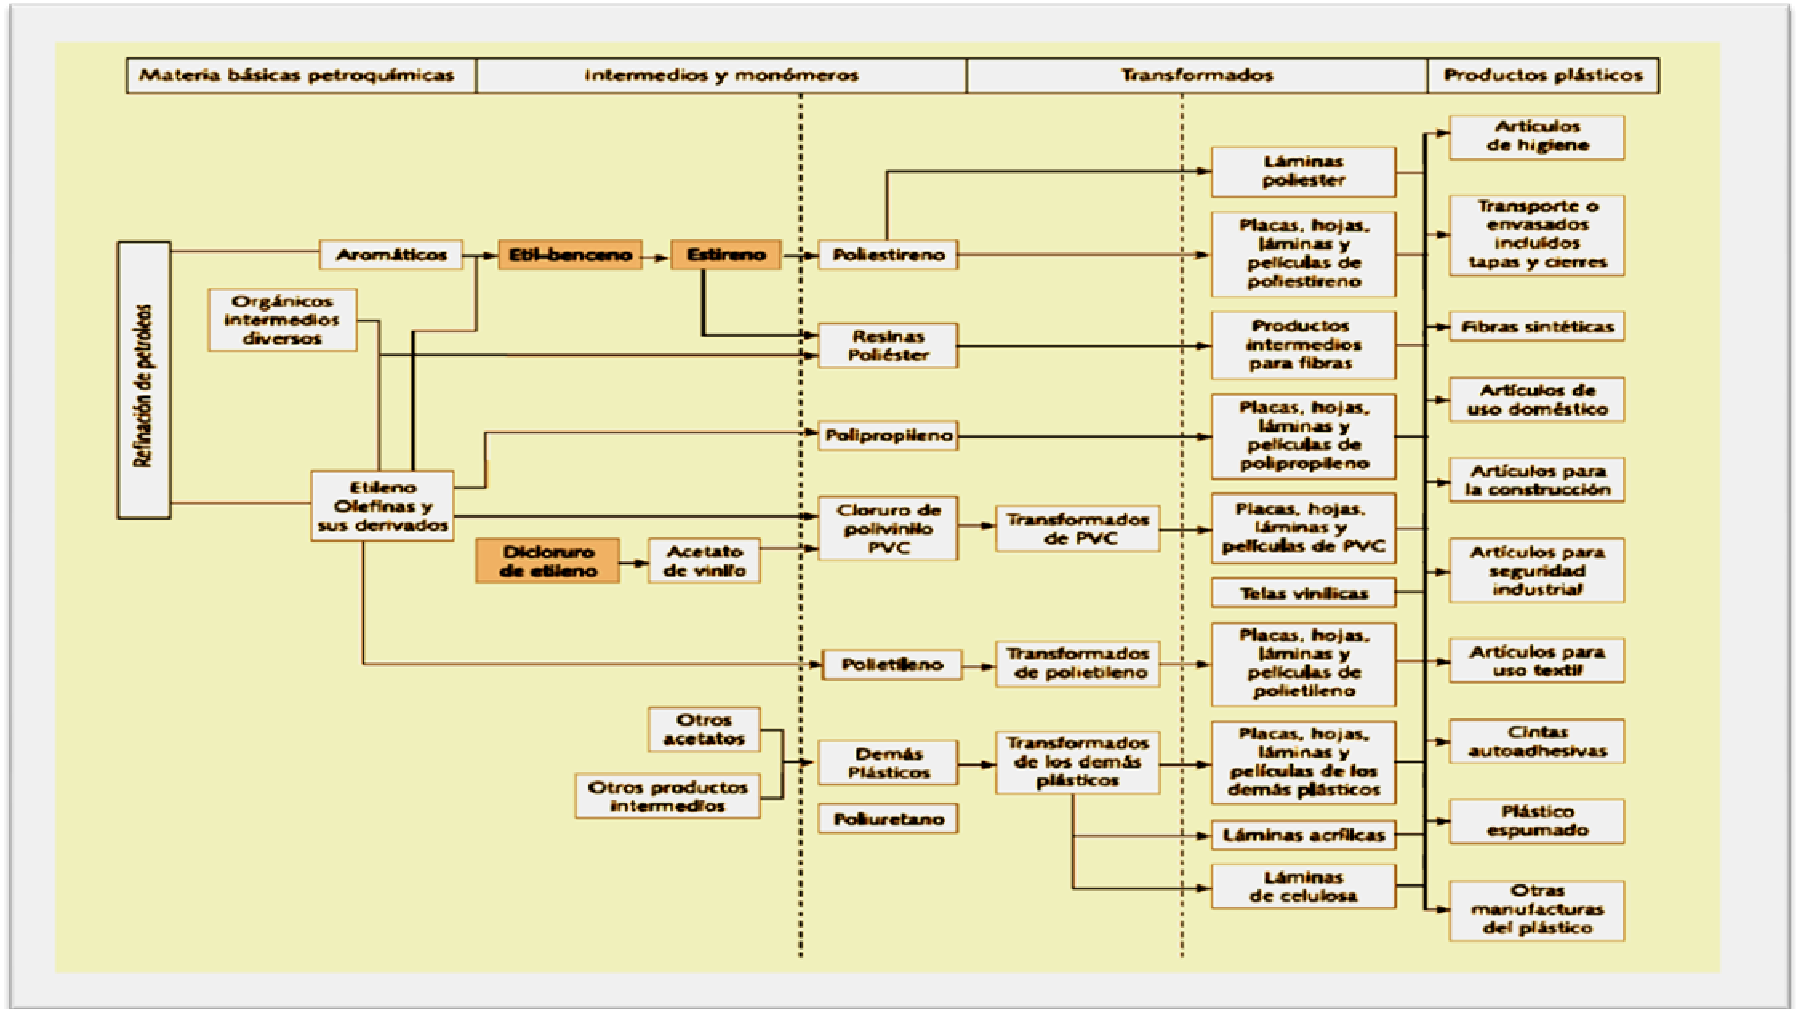 Materia básicas petroquímicas
Intermedios y monómeros
Transformados
Productos plásticos
Refinación de petroleos
Aromáticos
Orgánicos
intermedios
diversos
Etileno
Olefinas y
sus derivados
Etil-benceno
Estireno
Dicloruro
de etileno
Acetato
de vinilo
Otros
acetatos
Otros productos
intermedios
Poliestireno
Resinas
Poliéster
Polipropileno
Cloruro de
polivinilo
PVC
Polietileno
Demás
Plásticos
Poliuretano
Transformados
de PVC
Transformados
de polietileno
Transformados
de los demás
plásticos
Láminas
poliester
Placas, hojas,
láminas y
películas de
poliestireno
Productos
intermedios
para fibras
Placas, hojas,
láminas y
películas de
polipropileno
Placas, hojas,
láminas y
películas de PVC
Telas vinílicas
Placas, hojas,
láminas y
películas de
polietileno
Placas, hojas,
láminas y
películas de los
demás plásticos
Láminas acrílicas
Láminas
de celulosa
Artículos
de higiene
Transporte o
envasados
incluídos
tapas y cierres
Fibras sintéticas
Artículos de
uso doméstico
Artículos para
la construcción
Artículos para
seguridad
industrial
Artículos para
uso textil
Cintas
autoadhesivas
Plástico
espumado
Otras
manufacturas
del plástico